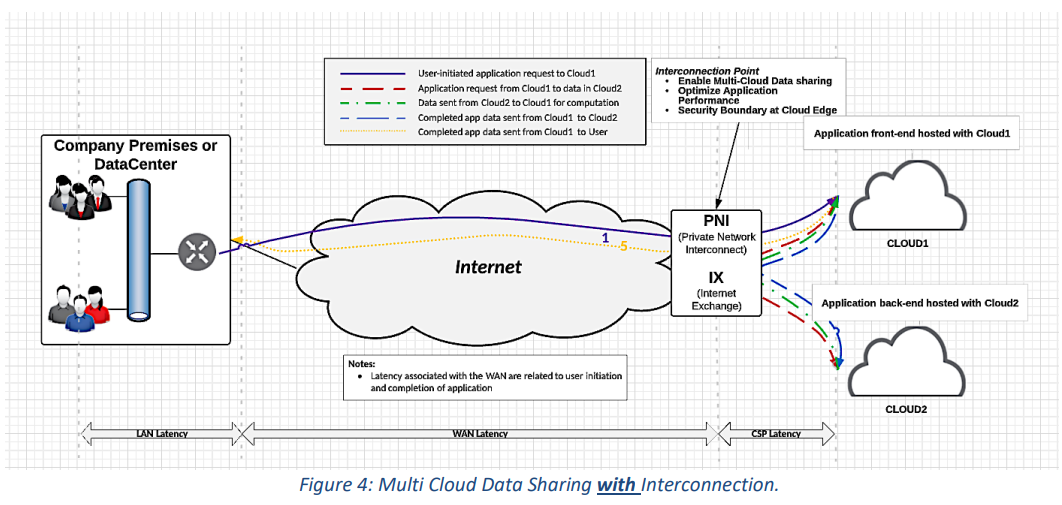 User-initiated application request to Cloud1
Application request from Cloud1 to data in Cloud2
Data sent from Cloud2 to Cloud1 for computation
Completed app data sent from Cloud1 to Cloud2
Completed app data sent from Cloud1 to User
Interconnection Point
• Enable Multi-Cloud Data sharing
• Optimize Application
Performance
• Security Boundary at Cloud Edge
Application front-end hosted with Cloud1
Company Premises or
DataCenter
CLOUD1
PNI
(Private Network
Interconnect)
IX
(Internet
Exchange)
1
5
Internet
Application back-end hosted with Cloud2
CLOUD2
Notes:
• Latency associated with the WAN are related to user initiation
and completion of application
LAN Latency
WAN Latency
CSP Latency
Figure 4: Multi Cloud Data Sharing with Interconnection.